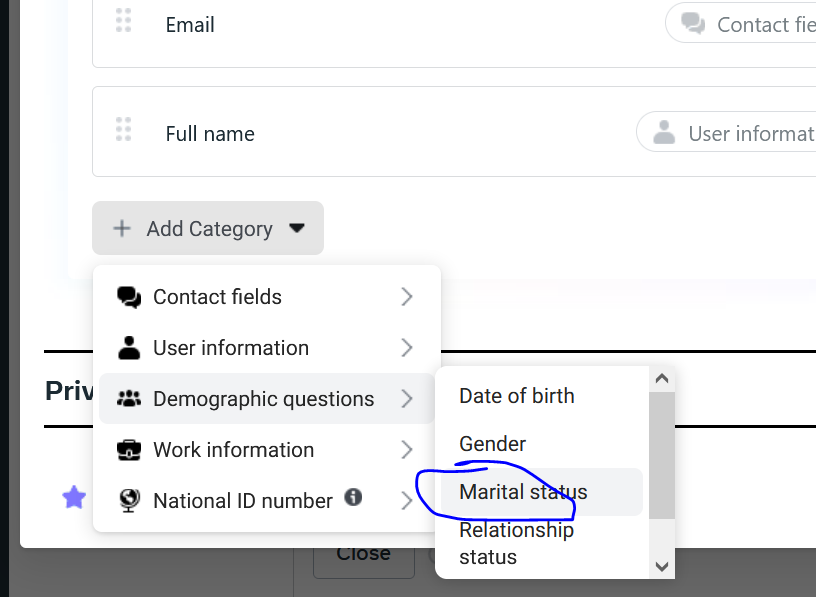 Email
Contact fie
Full name
User informat
Add Category
Contact fields
User information
Demographic questions
Work information
National ID number
Date of birth
Gender
Marital status
Relationship
status
Priv
Close